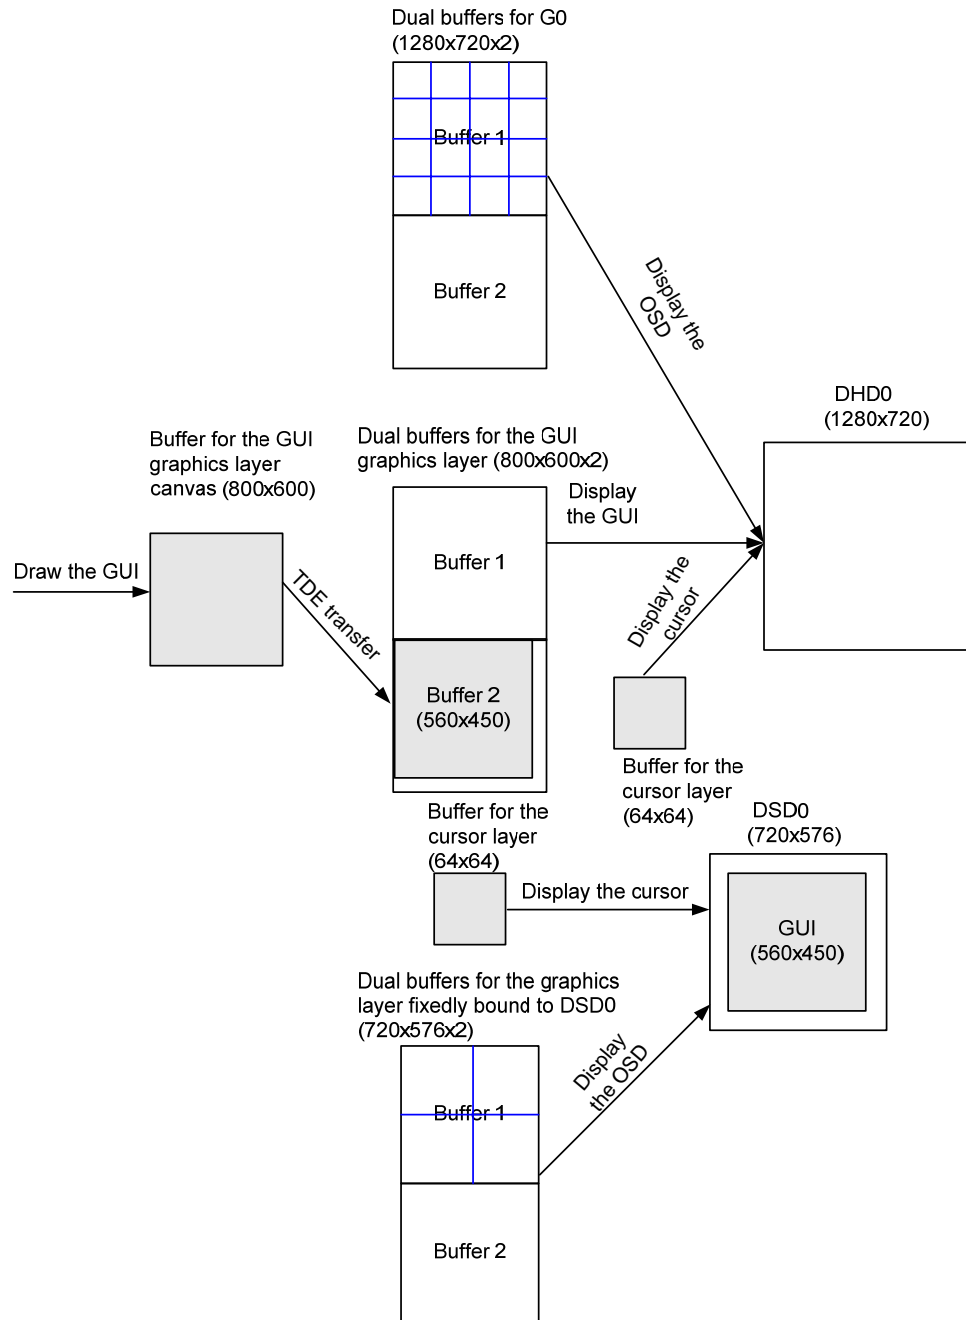 Dual buffers for G0
(1280x720x2)
Buffer 1
Buffer 2
Display the
OSD
DHD0
(1280x720)
Buffer for the GUI
graphics layer
canvas (800x600)
Dual buffers for the GUI
graphics layer (800x600x2)
Display
the GUI
Buffer 1
Draw the GUI
TDE transfer
Display the
cursor
Buffer 2
(560x450)
Buffer for the
cursor layer
(64x64)
Buffer for the
cursor layer
(64x64)
DSD0
(720x576)
Display the cursor
GUI
(560x450)
Dual buffers for the graphics
layer fixedly bound to DSD0
(720x576x2)
Display
the OSD
Buffer 1
Buffer 2